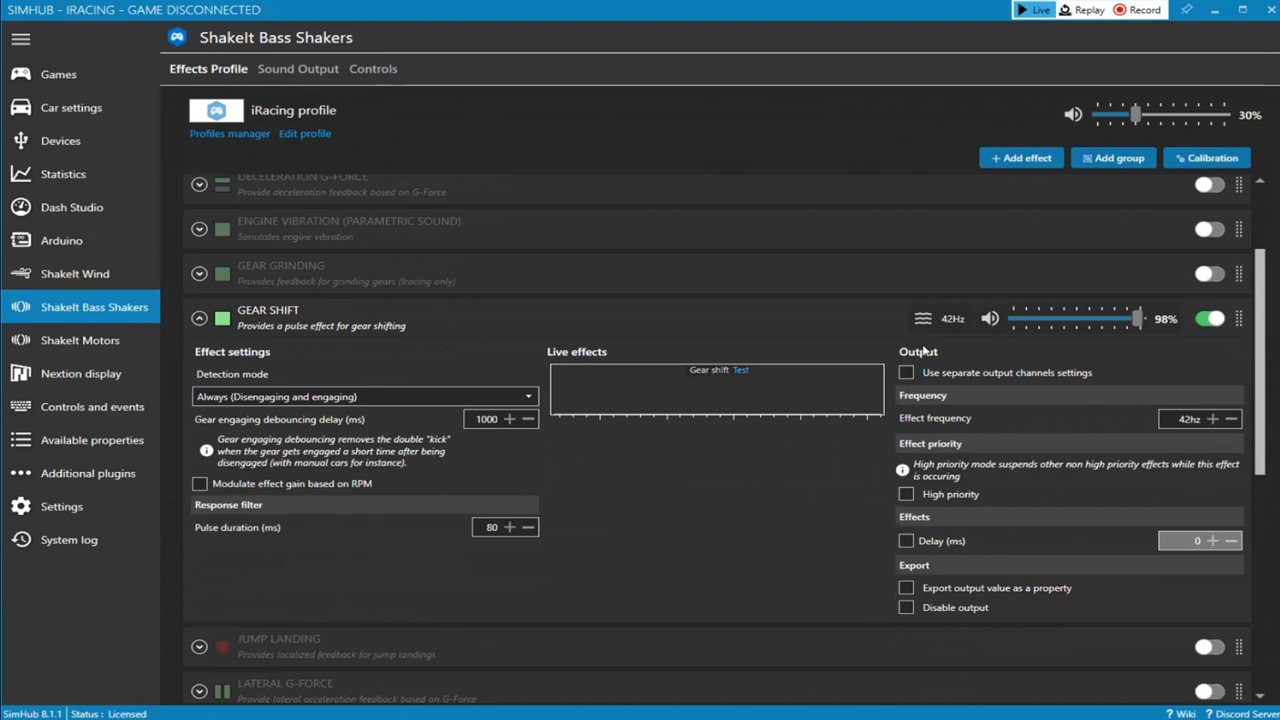 SIMHUB - IRACING - GAME DISCONNECTED
Live
Replay
Record
Games
Car settings
Devices
Statistics
Dash Studio
Arduino
ShakeIt Wind
ShakeIt Bass Shakers
ShakeIt Motors
Nextion display
Controls and events
Available properties
Additional plugins
Settings
System log
ShakeIt Bass Shakers
Effects Profile Sound Output Controls
iRacing profile
Profiles manager Edit profile
30%
+ Add effect
Add group
Calibration
DECELERATION G-FORCE
Provide deceleration feedback based on G-Force
ENGINE VIBRATION (PARAMETRIC SOUND)
Simulates engine vibration
GEAR GRINDING
Provides feedback for grinding gears (Iracing only)
GEAR SHIFT
Provides a pulse effect for gear shifting
42Hz
98%
Effect settings
Detection mode
Always (Disengaging and engaging)
Gear engaging debouncing delay (ms) 1000
Gear engaging debouncing removes the double "kick"
when the gear gets engaged a short time after being
disengaged (with manual cars for instance).
Modulate effect gain based on RPM
Response filter
Pulse duration (ms) 80
Live effects
Gear shift Test
Output
Use separate output channels settings
Frequency
Effect frequency 42hz
Effect priority
High priority mode suspends other non high priority effects while this effect
is occuring
High priority
Effects
Delay (ms) 0
Export
Export output value as a property
Disable output
JUMP LANDING
Provides localized feedback for jump landings
LATERAL G-FORCE
Provide lateral acceleration feedback based on G-Force
SimHub 8.1.1 | Status : Licensed
? Wiki ? Discord Server